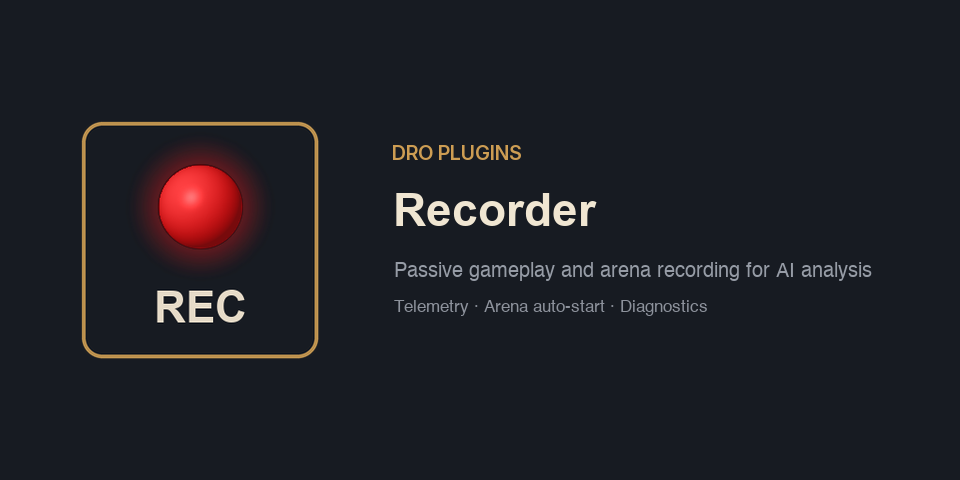 REC
DRO PLUGINS
Recorder
Passive gameplay and arena recording for AI analysis
Telemetry · Arena auto-start · Diagnostics